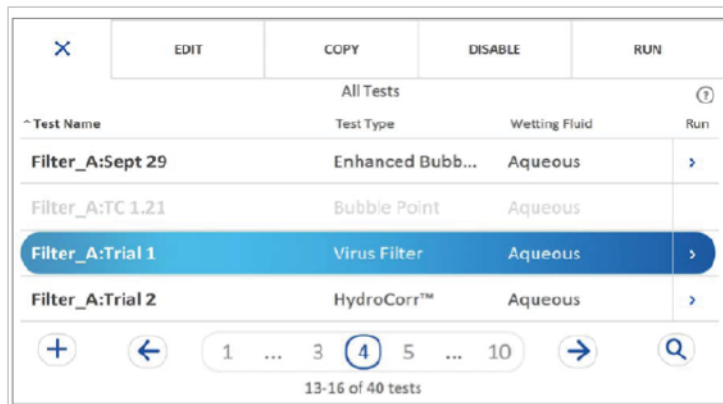 EDIT COPY DISABLE RUN
All Tests ?
^Test Name Test Type Wetting Fluid Run
Filter_A:Sept 29 Enhanced Bubb... Aqueous >
Filter_A:TC 1.21 Bubble Point Aqueous
Filter_A:Trial 1 Virus Filter Aqueous >
Filter_A:Trial 2 HydroCorr™ Aqueous >
1 ... 3 4 5 ... 10
13-16 of 40 tests